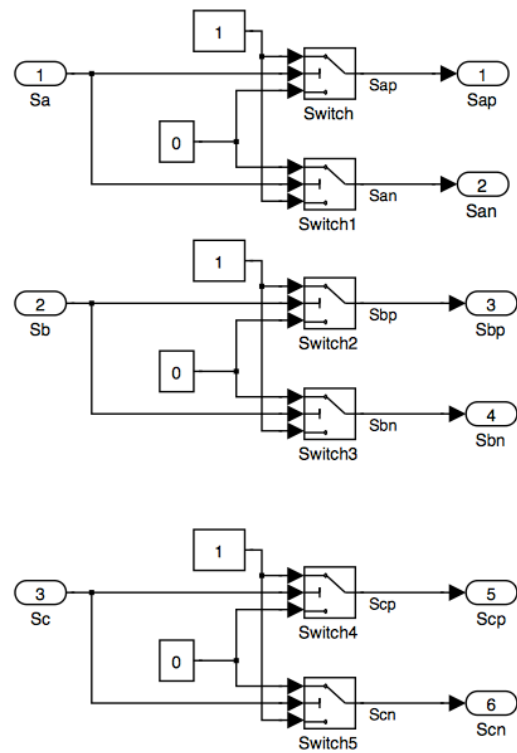 1
1
Sap
1
Sa
Switch
Sap
0
San
2
Switch1
San
1
2
Sbp
3
Sb
Switch2
Sbp
0
Sbn
4
Switch3
Sbn
1
3
Scp
5
Sc
Switch4
Scp
0
Scn
6
Switch5
Scn